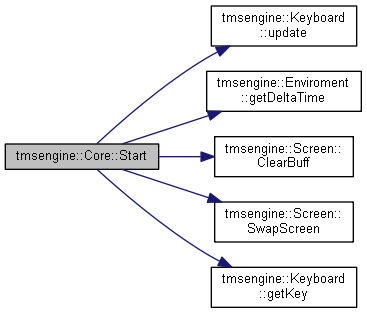 tmsengine::Core::Start
tmsengine::Keyboard
::update
tmsengine::Enviroment
::getDeltaTime
tmsengine::Screen::
ClearBuff
tmsengine::Screen::
SwapScreen
tmsengine::Keyboard
::getKey